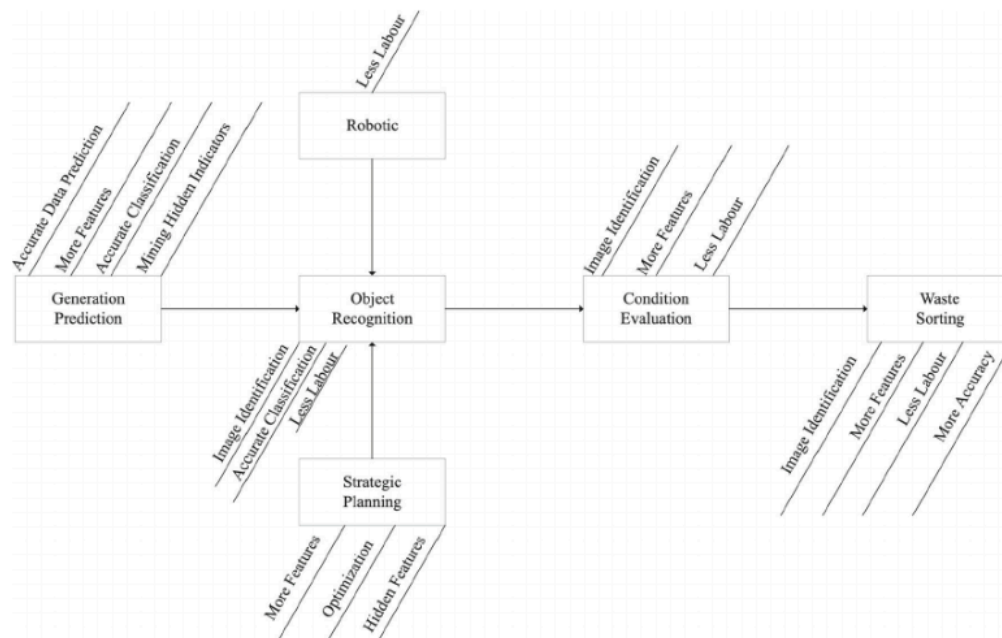 Less Labour
Robotic
Accurate Data Prediction
More Features
Accurate Classification
Mining Hidden Indicators
Image Identification
More Features
Less Labour
Generation
Prediction
Object
Recognition
Condition
Evaluation
Waste
Sorting
Image Identification
Accurate Classification
Less Labour
Image Identification
More Features
Less Labour
More Accuracy
Strategic
Planning
More Features
Optimization
Hidden Features